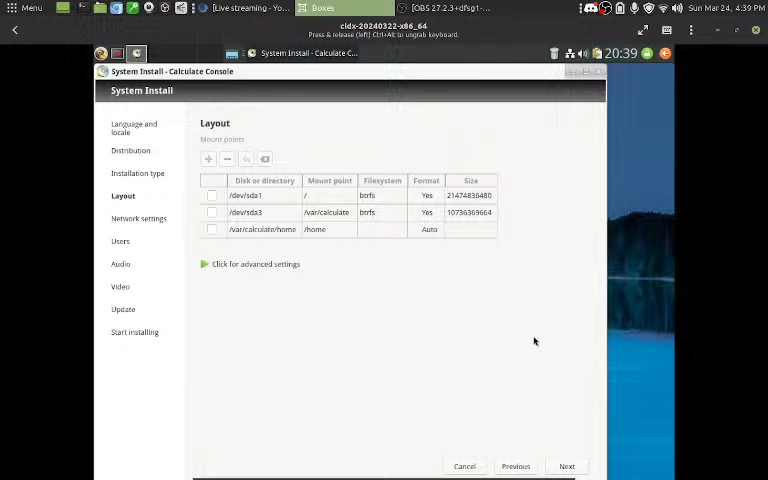 Menu
[Live streaming - Yo...
Boxes
[OBS 27.2.3+dfsg1-...
Sun Mar 24, 4:39 PM
cldx-20240322-x86_64
Press & release (left) Ctrl+Alt to ungrab keyboard.
System Install - Calculate C...
20:39
System Install - Calculate Console
System Install
Language and
locale
Distribution
Installation type
Layout
Network settings
Users
Audio
Video
Update
Start installing
Layout
Mount points
Disk or directory Mount point Filesystem Format Size
/dev/sda1 / btrfs Yes 21474836480
/dev/sda3 /var/calculate btrfs Yes 10736369664
/var/calculate/home /home Auto
Click for advanced settings
Cancel Previous Next